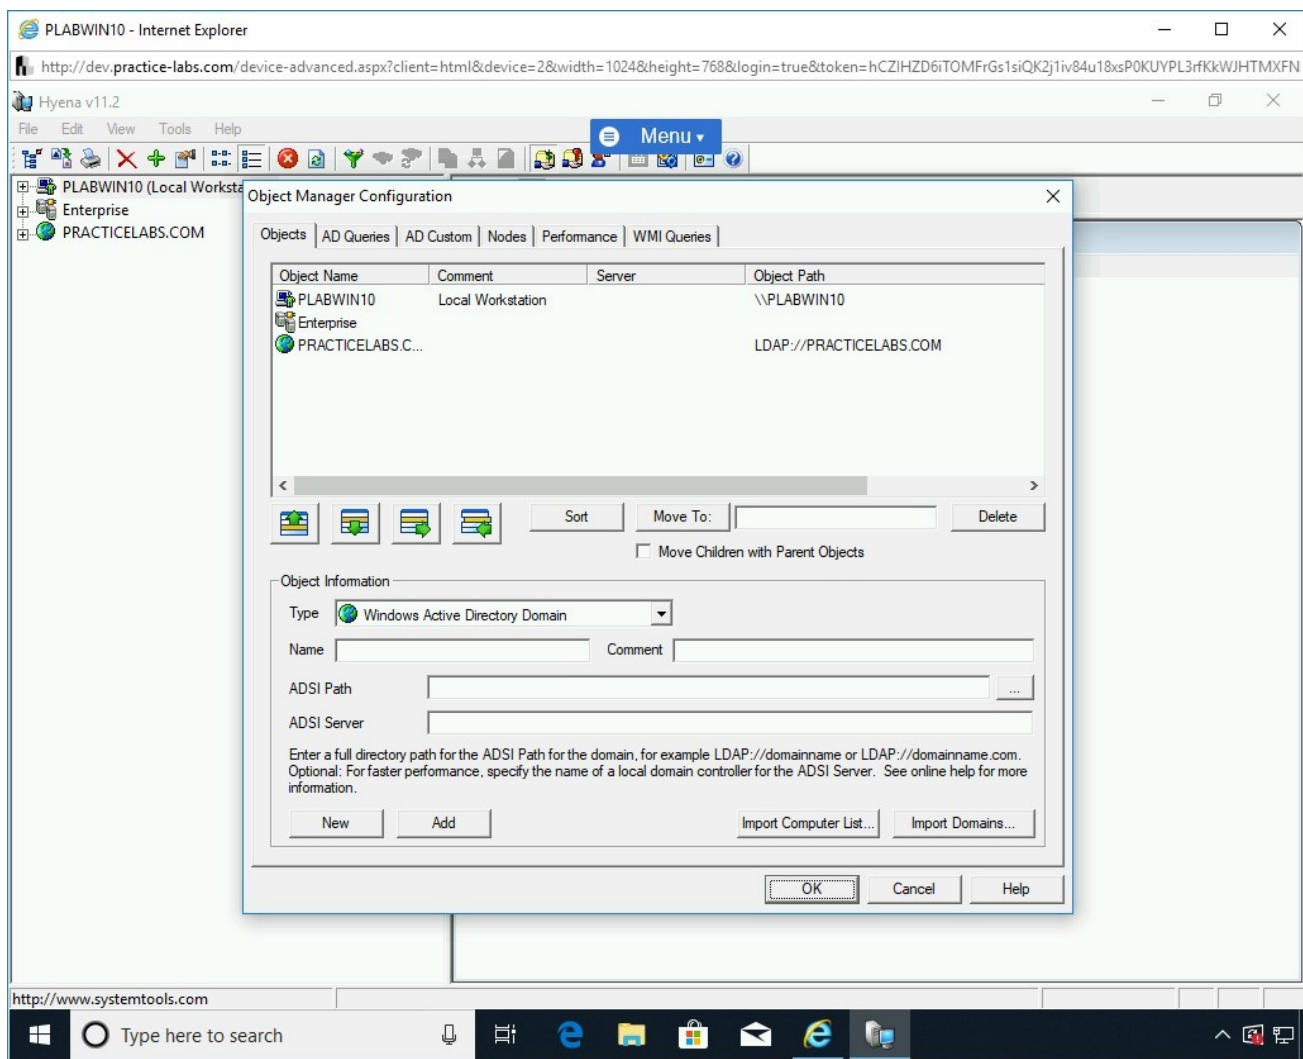 PLABWIN10 - Internet Explorer
http://dev.practice-labs.com/device-advanced.aspx?client=html&device=2&width=1024&height=768&login=true&token=hCZIHZD6iTOMFrGs1siQK2j1iv84u18xsP0KUYPL3rfKkWJHTMXFN
Hyena v11.2
File Edit View Tools Help
Menu
PLABWIN10 (Local Worksta
Enterprise
PRACTICELABS.COM
Object Manager Configuration
Objects AD Queries AD Custom Nodes Performance WMI Queries
Object Name Comment Server Object Path
PLABWIN10 Local Workstation \\PLABWIN10
Enterprise
PRACTICELABS.C... LDAP://PRACTICELABS.COM
Sort Move To: Delete
Move Children with Parent Objects
Object Information
Type Windows Active Directory Domain
Name Comment
ADSI Path ...
ADSI Server
Enter a full directory path for the ADSI Path for the domain, for example LDAP://domainname or LDAP://domainname.com.
Optional: For faster performance, specify the name of a local domain controller for the ADSI Server. See online help for more
information.
New Add Import Computer List... Import Domains...
OK Cancel Help
http://www.systemtools.com
Type here to search